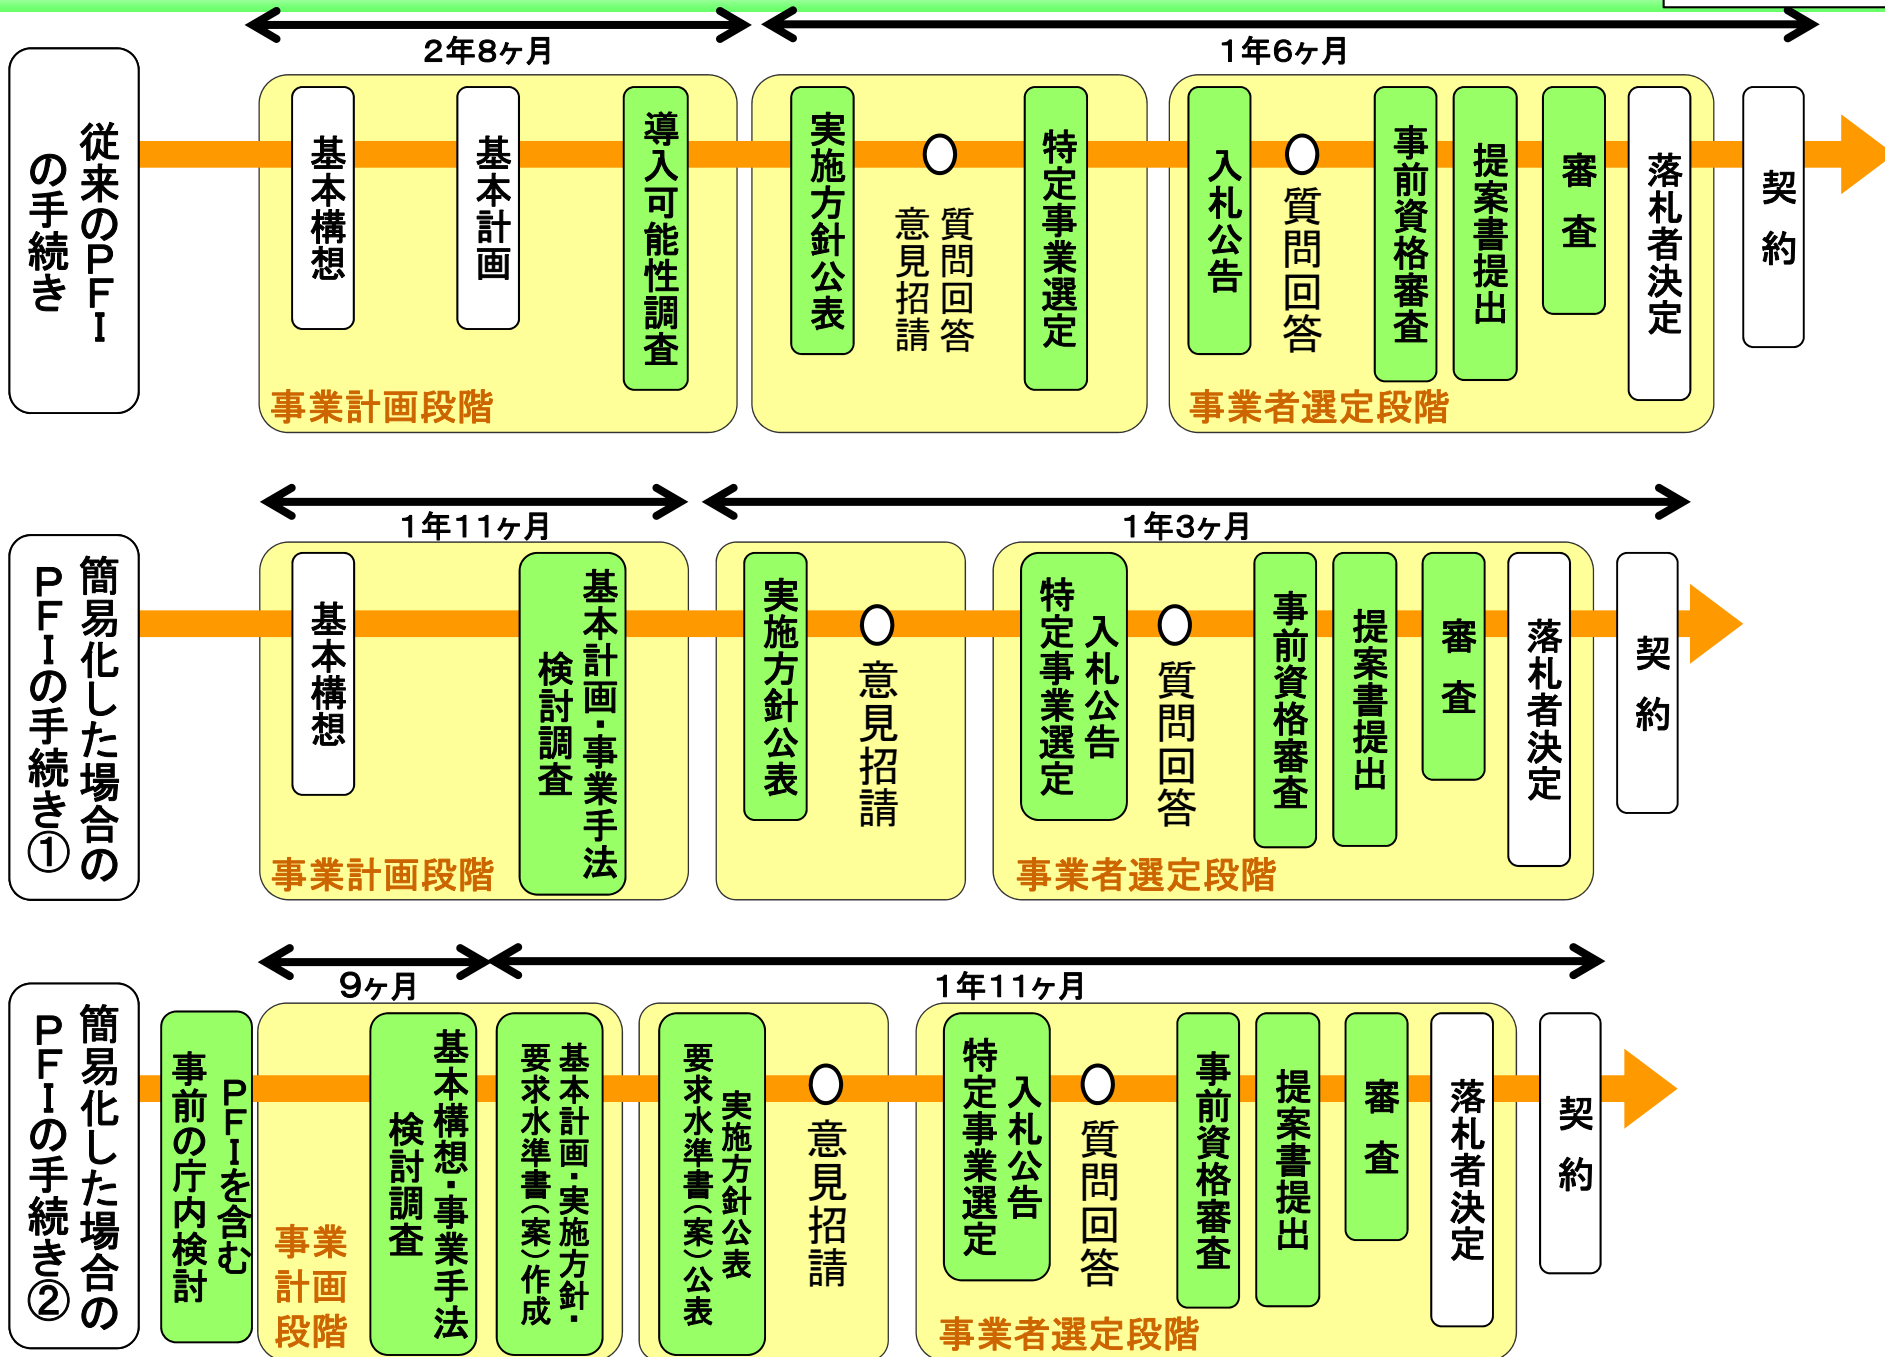 2年8ヶ月
1年6ヶ月
従来のPFI
の手続き
基本構想
基本計画
導入可能性調査
事業計画段階
実施方針公表
質問回答
意見招請
特定事業選定
入札公告
質問回答
事前資格審査
提案書提出
審査
落札者決定
事業者選定段階
契約
1年11ヶ月
1年3ヶ月
簡易化した場合の
PFIの手続き①
基本構想
基本計画・事業手法
検討調査
事業計画段階
実施方針公表
意見招請
入札公告
特定事業選定
質問回答
事前資格審査
提案書提出
審査
落札者決定
事業者選定段階
契約
9ヶ月
1年11ヶ月
簡易化した場合の
PFIの手続き②
PFIを含む
事前の庁内検討
事業
計画
段階
基本構想・事業手法
検討調査
基本計画・実施方針・
要求水準書(案)作成
実施方針公表
要求水準書(案)公表
意見招請
入札公告
特定事業選定
質問回答
事前資格審査
提案書提出
審査
落札者決定
事業者選定段階
契約